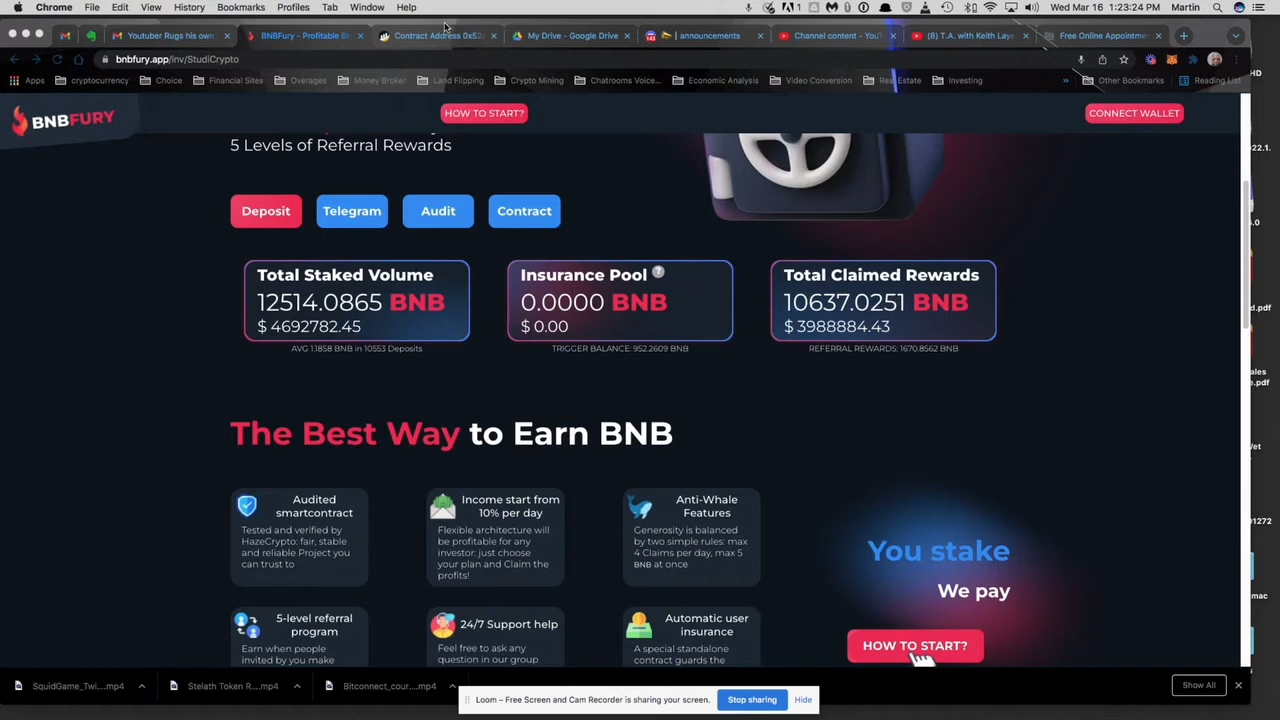 Chrome File Edit View History Bookmarks Profiles Tab Window Help
Wed Mar 16 1:23:24 PM Martin
Youtuber Rugs his own
BNBFury - Profitable B
Contract Address 0x52
My Drive - Google Drive
announcements
Channel content - You
(8) T.A. with Keith Laye
Free Online Appointme
bnbfury.app/inv/StudiCrypto
Apps cryptocurrency Choice Financial Sites Overages Money Broker Land Flipping Crypto Mining Chatrooms Voice... Economic Analysis Video Conversion Real Estate Investing » Other Bookmarks Reading List
BNBFURY
HOW TO START?
CONNECT WALLET
5 Levels of Referral Rewards
Deposit Telegram Audit Contract
Total Staked Volume
12514.0865 BNB
$ 4692782.45
AVG 1.1858 BNB in 10553 Deposits
Insurance Pool ?
0.0000 BNB
$ 0.00
TRIGGER BALANCE: 952.2609 BNB
Total Claimed Rewards
10637.0251 BNB
$ 3988884.43
REFERRAL REWARDS: 1670.8562 BNB
The Best Way to Earn BNB
Audited
smartcontract
Tested and verified by
HazeCrypto: fair, stable
and reliable Project you
can trust to
Income start from
10% per day
Flexible architecture will
be profitable for any
investor: just choose
your plan and Claim the
profits!
Anti-Whale
Features
Generosity is balanced
by two simple rules: max
4 Claims per day, max 5
BNB at once
5-level referral
program
Earn when people
invited by you make
24/7 Support help
Feel free to ask any
question in our group
Automatic user
insurance
A special standalone
contract guards the
You stake
We pay
HOW TO START?
SquidGame_Twi....mp4
Stelath Token R....mp4
Bitconnect_cour....mp4
Show All
Loom – Free Screen and Cam Recorder is sharing your screen.
Stop sharing
Hide